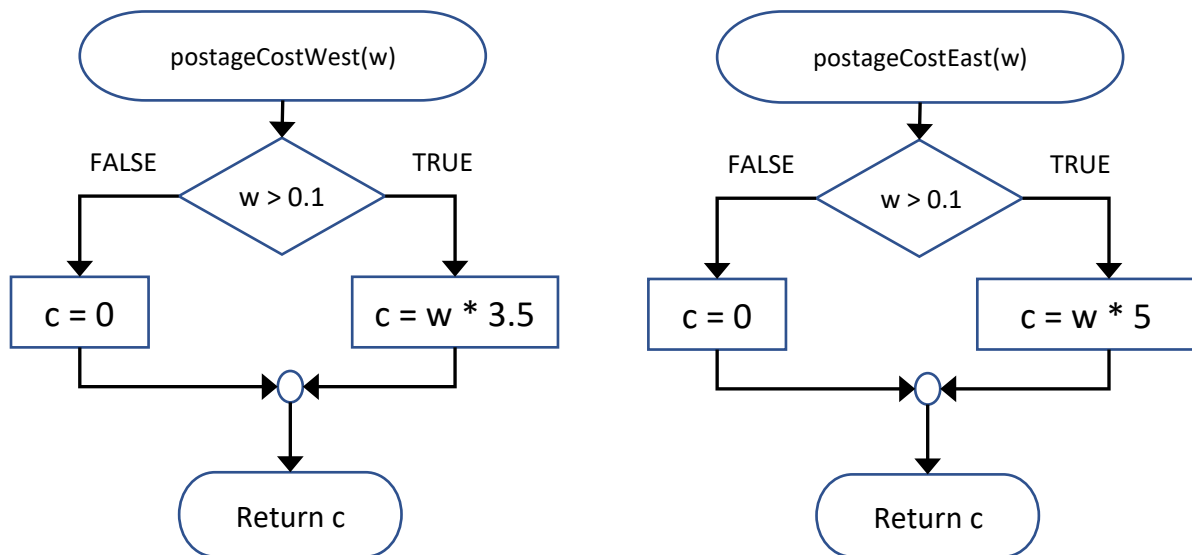 postageCostWest(w)
FALSE
TRUE
w > 0.1
c = 0
c = w * 3.5
Return c
postageCostEast(w)
FALSE
TRUE
w > 0.1
c = 0
c = w * 5
Return c